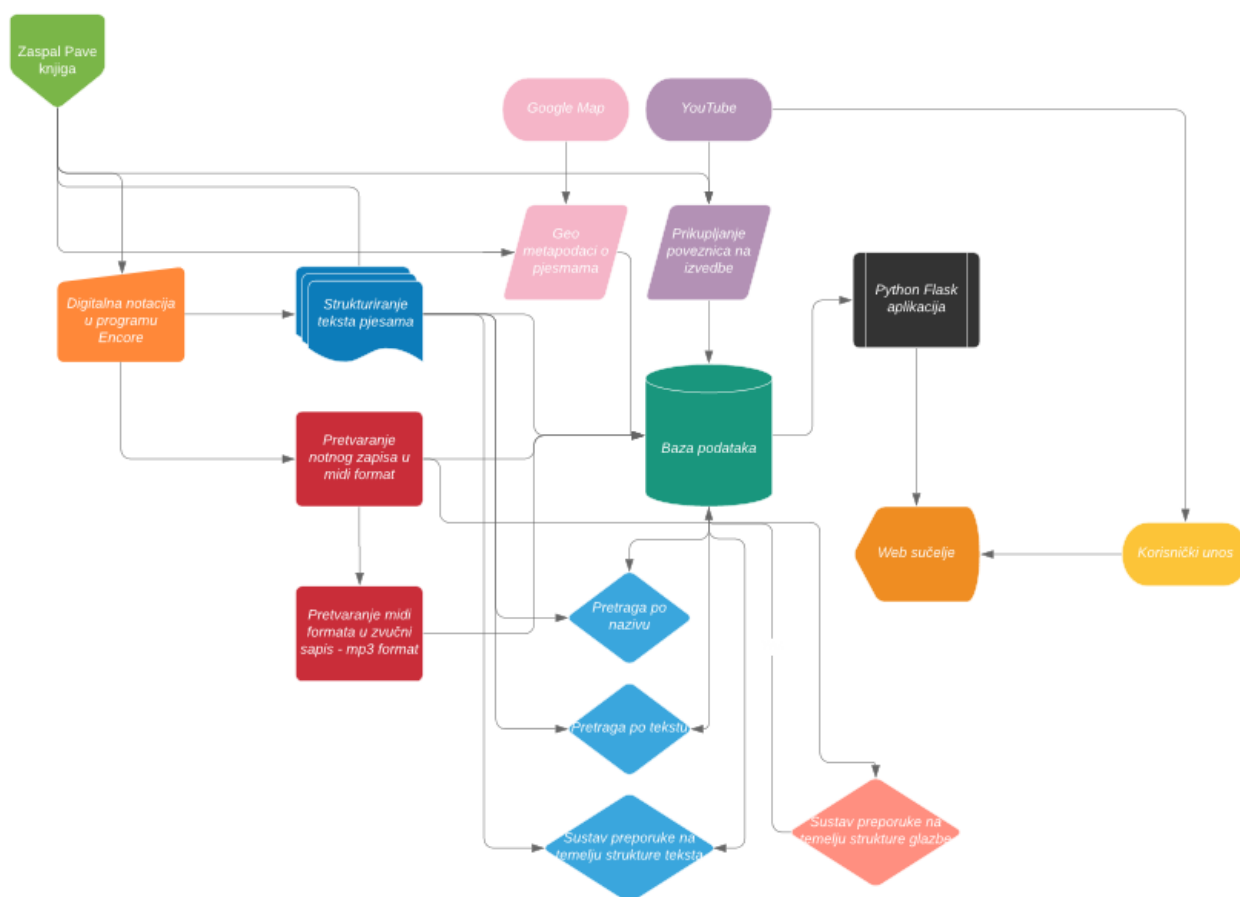 Zaspal Pave
knjiga
Google Map
YouTube
Geo
metapodaci o
pjesmama
Prikupljanje
poveznica na
izvedbe
Digitalna notacija
u programu
Encore
Strukturiranje
teksta pjesama
Python Flask
aplikacija
Pretvaranje
notnog zapisa u
midi format
Baza podataka
Web sučelje
Korisnički unos
Pretvaranje midi
formata u zvučni
sapis - mp3 format
Pretraga po
nazivu
Pretraga po tekstu
Sustav preporuke na
temelju strukture teksta
Sustav preporuke na
temelju strukture glazbe